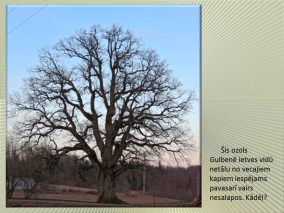 Šis ozols
Gulbenē ietves vidū
netālu no vecajiem
kapiem iespējams
pavasarī vairs
nesalapos. Kādēļ?